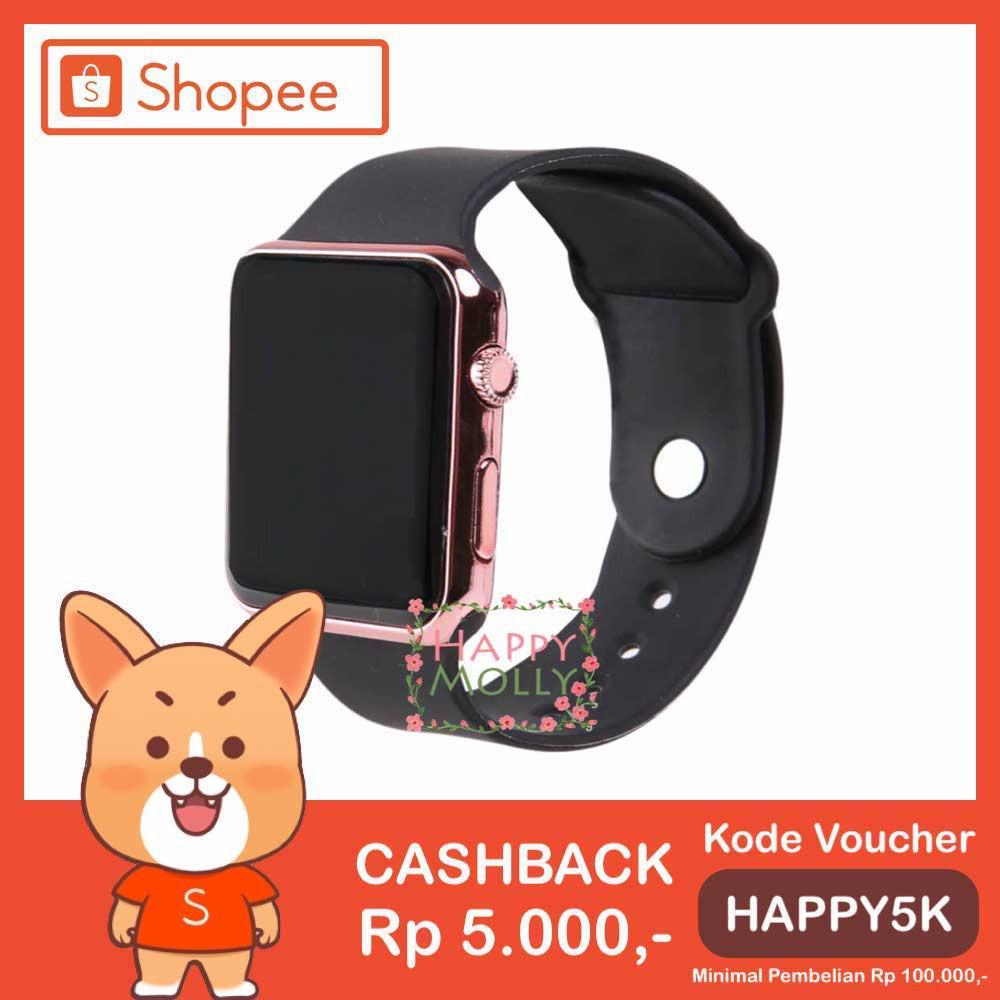 S
Shopee
HAPPY
MOLLY
S
CASHBACK
Rp 5.000,-
Kode Voucher
HAPPY5K
Minimal Pembelian Rp 100.000,-